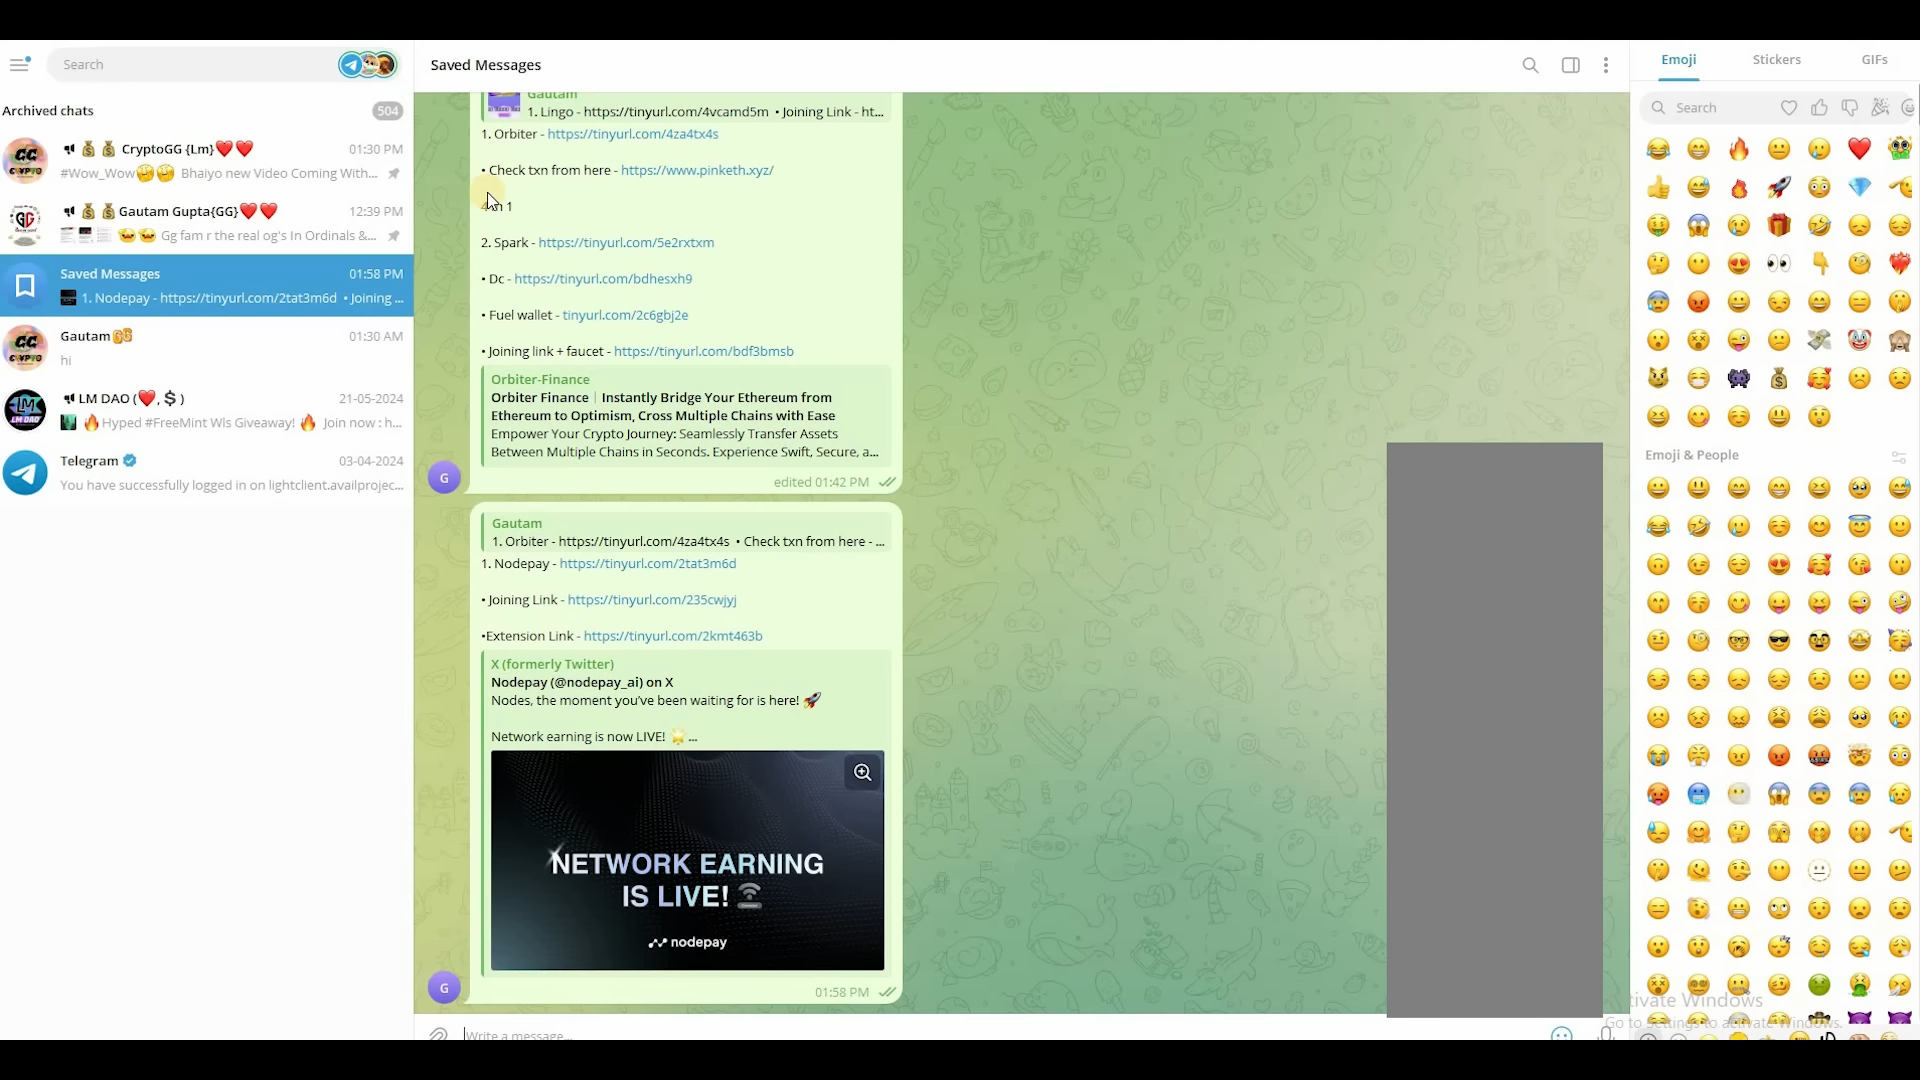 Search
Archived chats
504
CryptoGG {Lm}❤️❤️
01:30 PM
#Wow_Wow🫣🫣 Bhaiyo new Video Coming With...
Gautam Gupta{GG}❤️❤️
12:39 PM
Gg fam r the real og's In Ordinals &...
Saved Messages
01:58 PM
1. Nodepay - https://tinyurl.com/2tat3m6d • Joining ...
Gautam
01:30 AM
hi
LM DAO (❤️,$)
21-05-2024
🔥Hyped #FreeMint Wls Giveaway! 🔥 Join now : h...
Telegram
03-04-2024
You have successfully logged in on lightclient.availprojec...
Saved Messages
Gautam
1. Lingo - https://tinyurl.com/4vcamd5m • Joining Link - ht...
1. Orbiter - https://tinyurl.com/4za4tx4s
• Check txn from here - https://www.pinketh.xyz/
in 1
2. Spark - https://tinyurl.com/5e2rxtxm
• Dc - https://tinyurl.com/bdhesxh9
• Fuel wallet - tinyurl.com/2c6gbj2e
• Joining link + faucet - https://tinyurl.com/bdf3bmsb
Orbiter-Finance
Orbiter Finance | Instantly Bridge Your Ethereum from
Ethereum to Optimism, Cross Multiple Chains with Ease
Empower Your Crypto Journey: Seamlessly Transfer Assets
Between Multiple Chains in Seconds. Experience Swift, Secure, a...
G
edited 01:42 PM
Gautam
1. Orbiter - https://tinyurl.com/4za4tx4s • Check txn from here - ...
1. Nodepay - https://tinyurl.com/2tat3m6d
• Joining Link - https://tinyurl.com/235cwjyj
•Extension Link - https://tinyurl.com/2kmt463b
X (formerly Twitter)
Nodepay (@nodepay_ai) on X
Nodes, the moment you've been waiting for is here! 🚀
Network earning is now LIVE! 🌟...
NETWORK EARNING
IS LIVE!
nodepay
G
01:58 PM
Write a message...
Emoji
Stickers
GIFs
Search
Emoji & People
tivate Windows
Go to Settings to activate Windows.